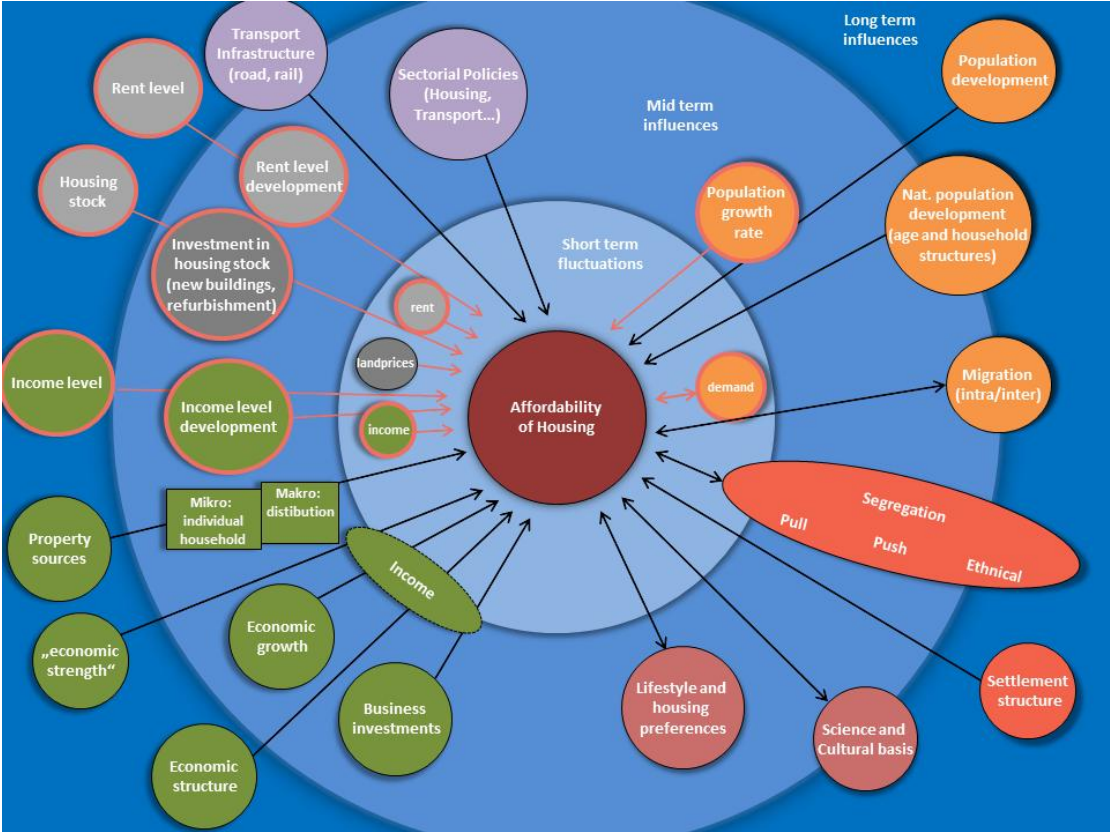 Long term
influences
Transport
Infrastructure
(road, rail)
Sectorial Policies
(Housing,
Transport...)
Population
development
Rent level
Mid term
influences
Rent level
development
Housing
stock
Population
growth
rate
Nat. population
development
(age and household
structures)
Investment in
housing stock
(new buildings,
refurbishment)
Short term
fluctuations
rent
landprices
Income level
Income level
development
income
Affordability
of Housing
demand
Migration
(intra/inter)
Property
sources
Mikro:
individual
household
Makro:
distibution
Income
Segregation
Pull
Push
Ethnical
„economic
strength“
Economic
growth
Business
investments
Economic
structure
Lifestyle and
housing
preferences
Science and
Cultural basis
Settlement
structure